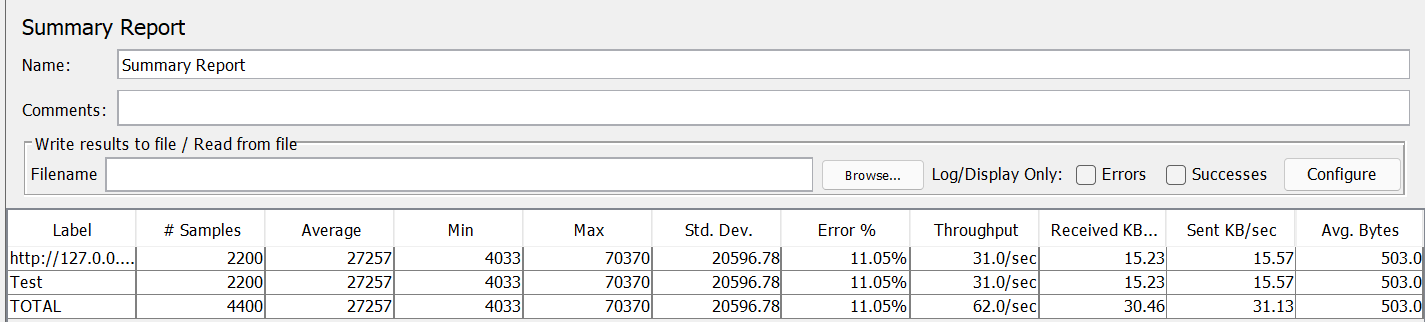 Summary Report
Name: Summary Report
Comments:
Write results to file / Read from file
Filename Browse... Log/Display Only: Errors Successes Configure
Label # Samples Average Min Max Std. Dev. Error % Throughput Received KB... Sent KB/sec Avg. Bytes
http://127.0.0.... 2200 27257 4033 70370 20596.78 11.05% 31.0/sec 15.23 15.57 503.0
Test 2200 27257 4033 70370 20596.78 11.05% 31.0/sec 15.23 15.57 503.0
TOTAL 4400 27257 4033 70370 20596.78 11.05% 62.0/sec 30.46 31.13 503.0